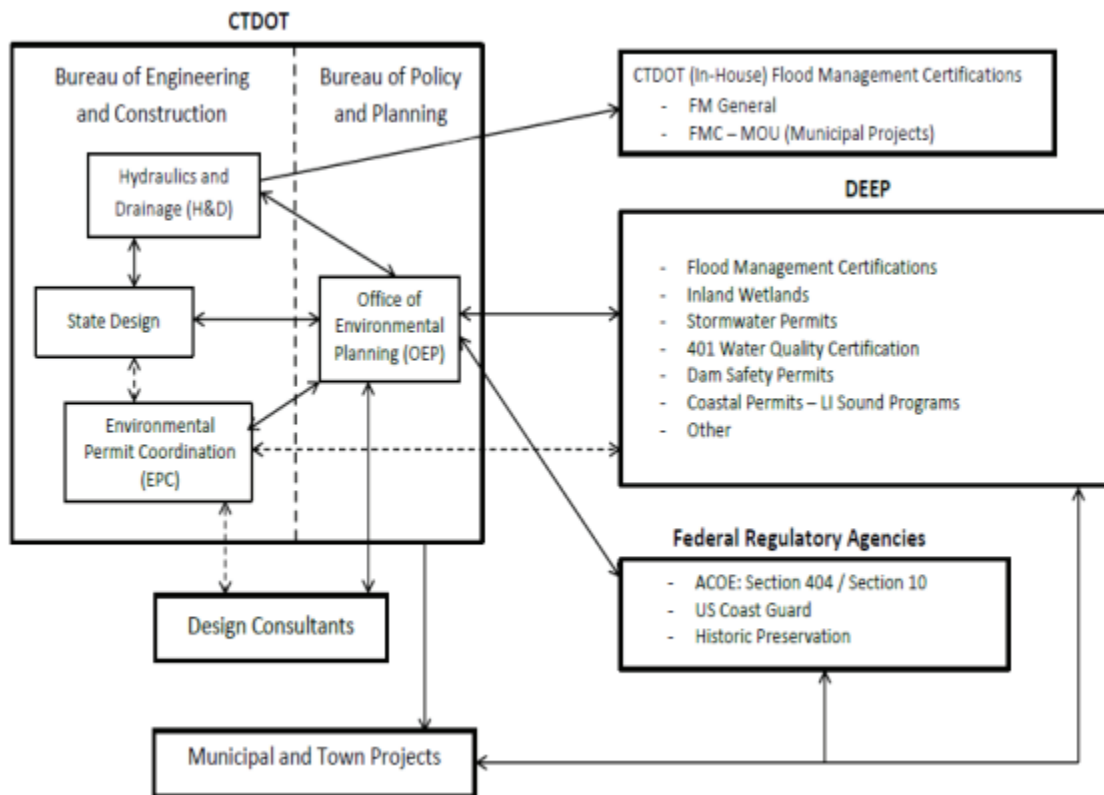 CTDOT
Bureau of Engineering
and Construction
Bureau of Policy
and Planning
Hydraulics and
Drainage (H&D)
State Design
Environmental
Permit Coordination
(EPC)
Office of
Environmental
Planning (OEP)
Design Consultants
Municipal and Town Projects
CTDOT (In-House) Flood Management Certifications
- FM General
- FMC – MOU (Municipal Projects)
DEEP
- Flood Management Certifications
- Inland Wetlands
- Stormwater Permits
- 401 Water Quality Certification
- Dam Safety Permits
- Coastal Permits – LI Sound Programs
- Other
Federal Regulatory Agencies
- ACOE: Section 404 / Section 10
- US Coast Guard
- Historic Preservation